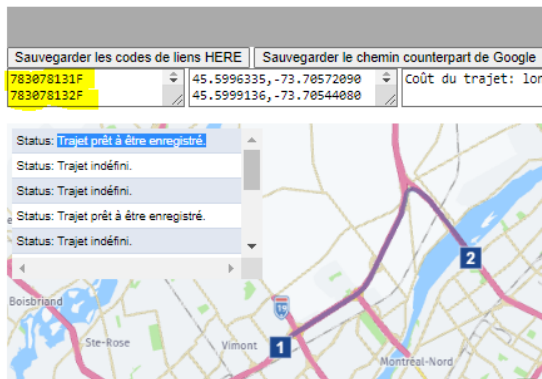 Sauvegarder les codes de liens HERE
Sauvegarder le chemin counterpart de Google
783078131F
783078132F
45.5996335,-73.70572090
45.5999136,-73.70544080
Coût du trajet: lon
Status: Trajet prêt à être enregistré.
Status: Trajet indéfini.
Status: Trajet indéfini.
Status: Trajet prêt à être enregistré.
Status: Trajet indéfini.
2
Boisbriand
Ste-Rose
Vimont
1
Montréal-Nord